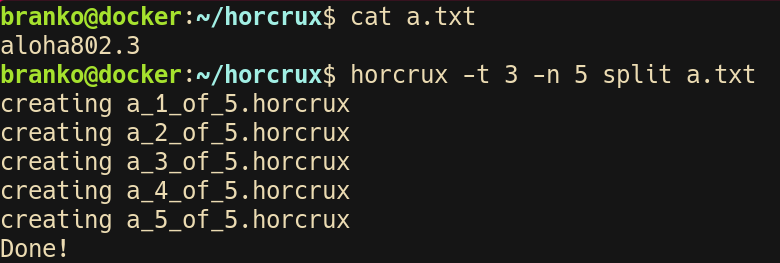 branko@docker:~/horcrux$ cat a.txt
aloha802.3
branko@docker:~/horcrux$ horcrux -t 3 -n 5 split a.txt
creating a_1_of_5.horcrux
creating a_2_of_5.horcrux
creating a_3_of_5.horcrux
creating a_4_of_5.horcrux
creating a_5_of_5.horcrux
Done!